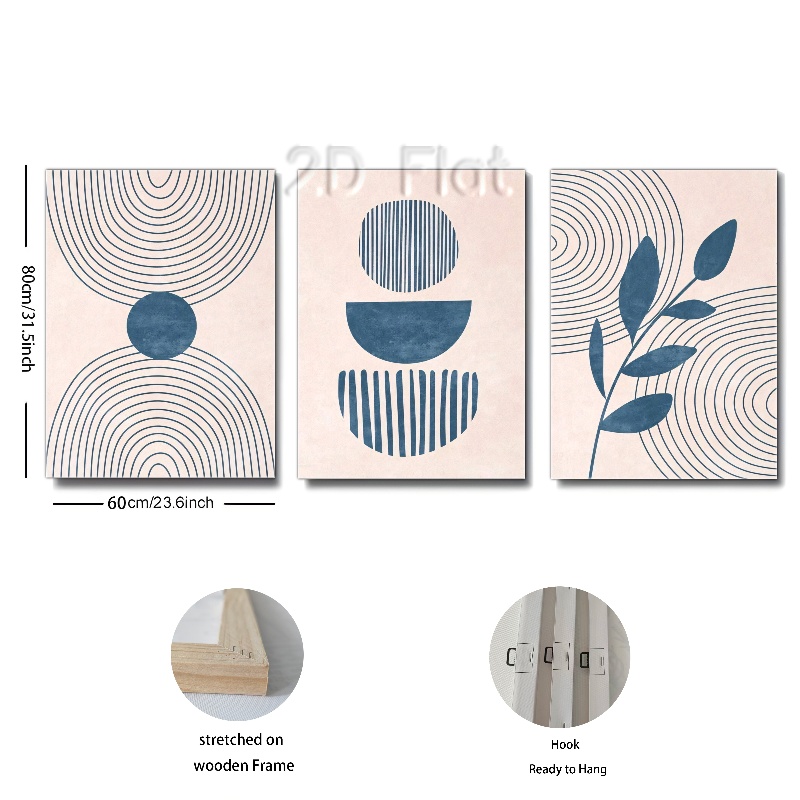 2D Flat
80cm/31.5inch
60cm/23.6inch
stretched on
wooden Frame
Hook
Ready to Hang